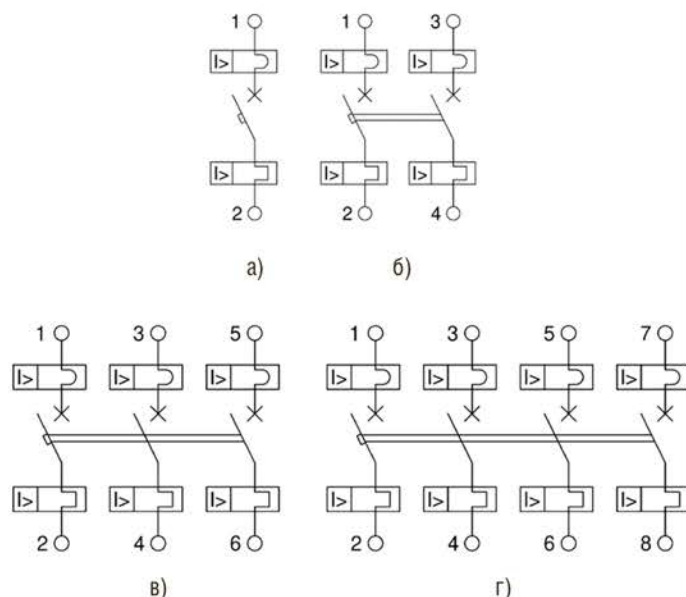 1 1 3
I> I> I>
I> I> I>
2 2 4
а) б)
1 3 5 1 3 5 7
I> I> I> I> I> I> I>
I> I> I> I> I> I> I>
2 4 6 2 4 6 8
в) г)